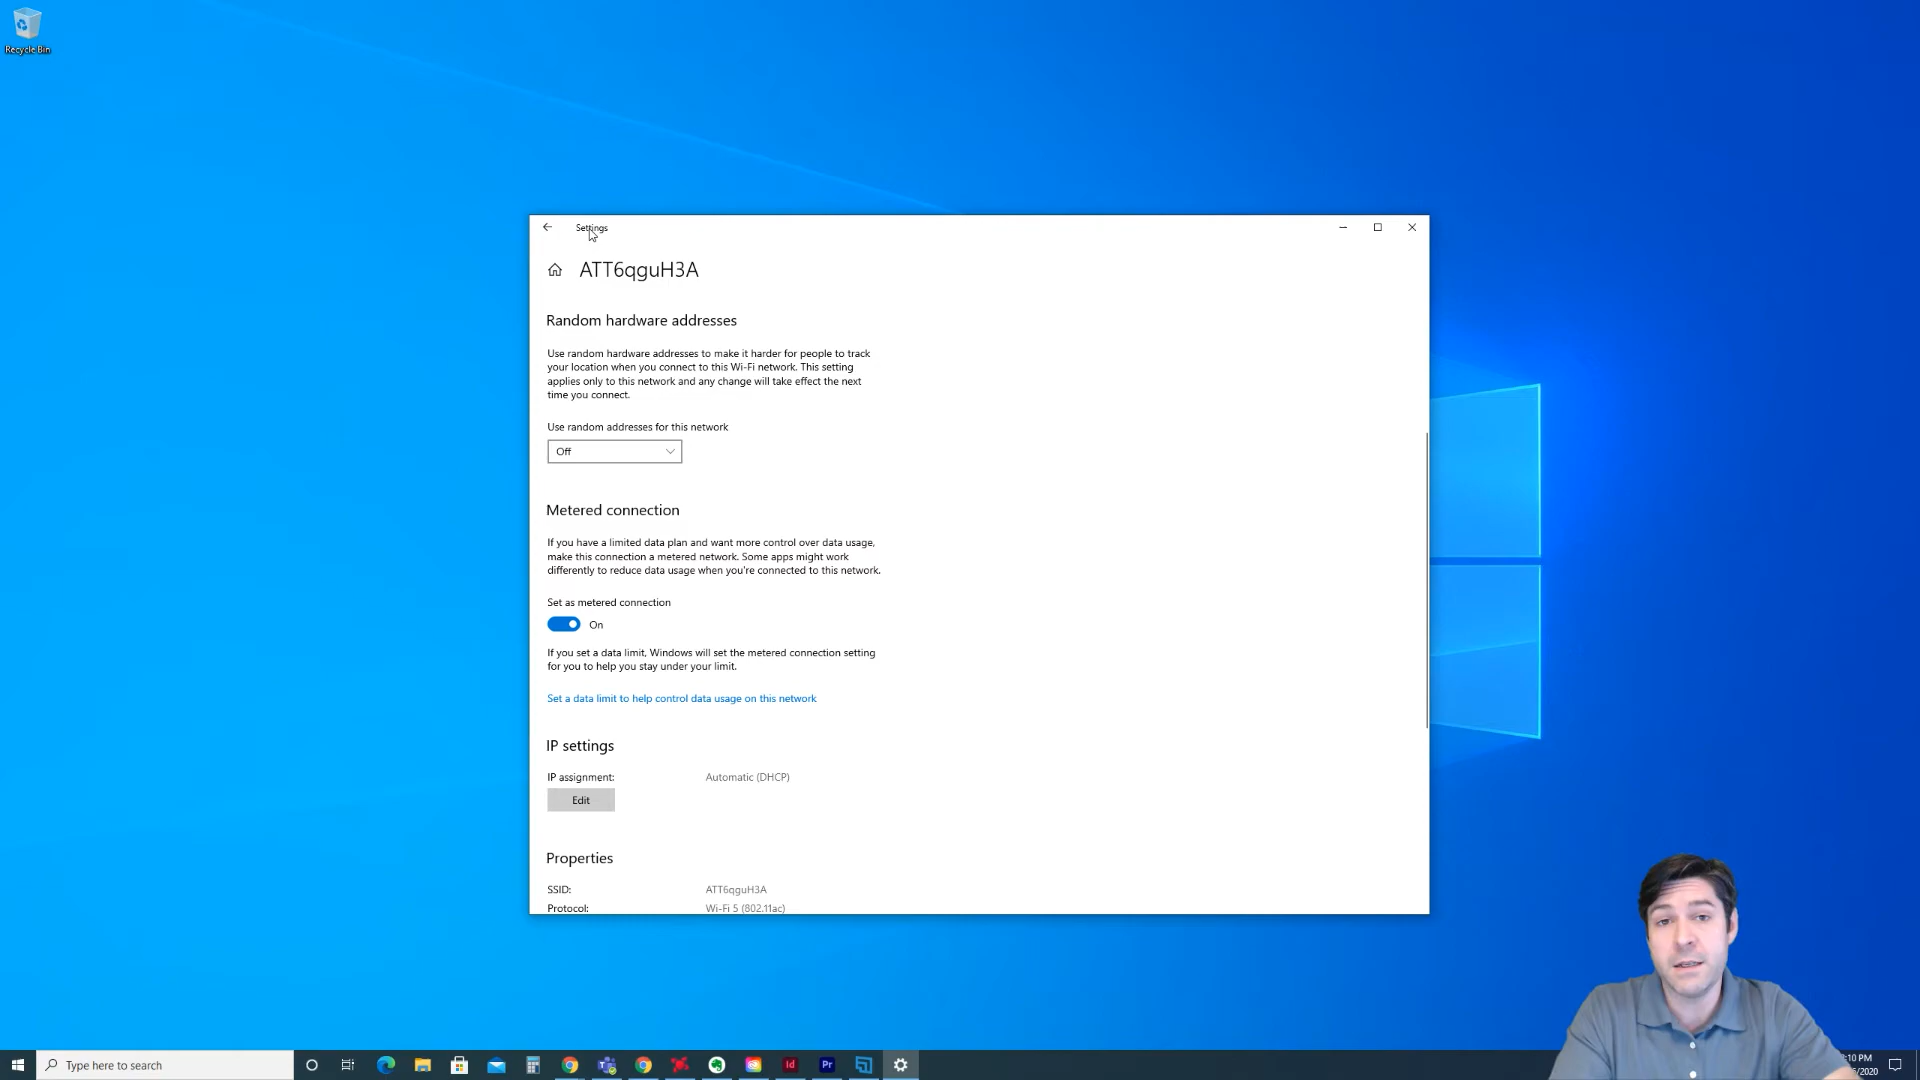 Recycle Bin
Settings
ATT6qguH3A
Random hardware addresses
Use random hardware addresses to make it harder for people to track
your location when you connect to this Wi-Fi network. This setting
applies only to this network and any change will take effect the next
time you connect.
Use random addresses for this network
Off
Metered connection
If you have a limited data plan and want more control over data usage,
make this connection a metered network. Some apps might work
differently to reduce data usage when you're connected to this network.
Set as metered connection
On
If you set a data limit, Windows will set the metered connection setting
for you to help you stay under your limit.
Set a data limit to help control data usage on this network
IP settings
IP assignment: Automatic (DHCP)
Edit
Properties
SSID: ATT6qguH3A
Protocol: Wi-Fi 5 (802.11ac)
Type here to search
Id
Pr
:10 PM
/2020